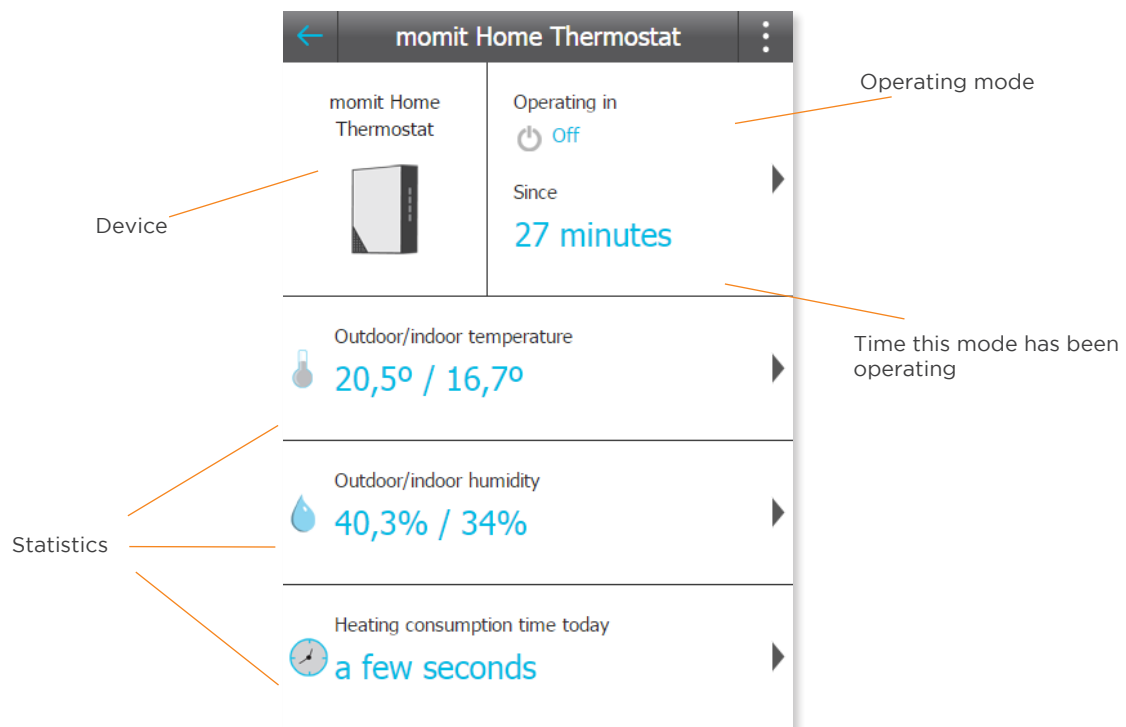 momit Home Thermostat
momit Home
Thermostat
Operating in
Off
Since
27 minutes
Operating mode
Device
Time this mode has been
operating
Outdoor/indoor temperature
20,5º / 16,7º
Outdoor/indoor humidity
40,3% / 34%
Statistics
Heating consumption time today
a few seconds